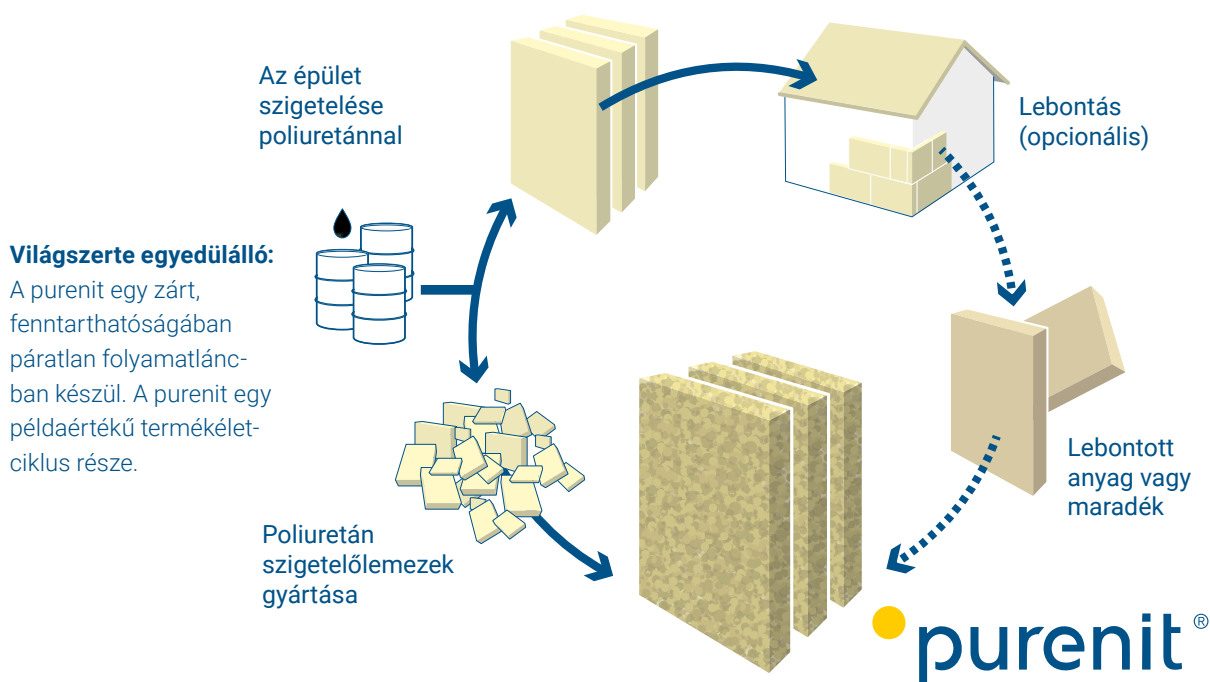 Az épület
szigetelése
poliuretánnal
Lebontás
(opcionális)
Világszerte egyedülálló:
A purenit egy zárt,
fenntarthatóságában
páratlan folyamatlánc-
ban készül. A purenit egy
példaértékű termékélet-
ciklus része.
Lebontott
anyag vagy
maradék
Poliuretán
szigetelőlemezek
gyártása
purenit®